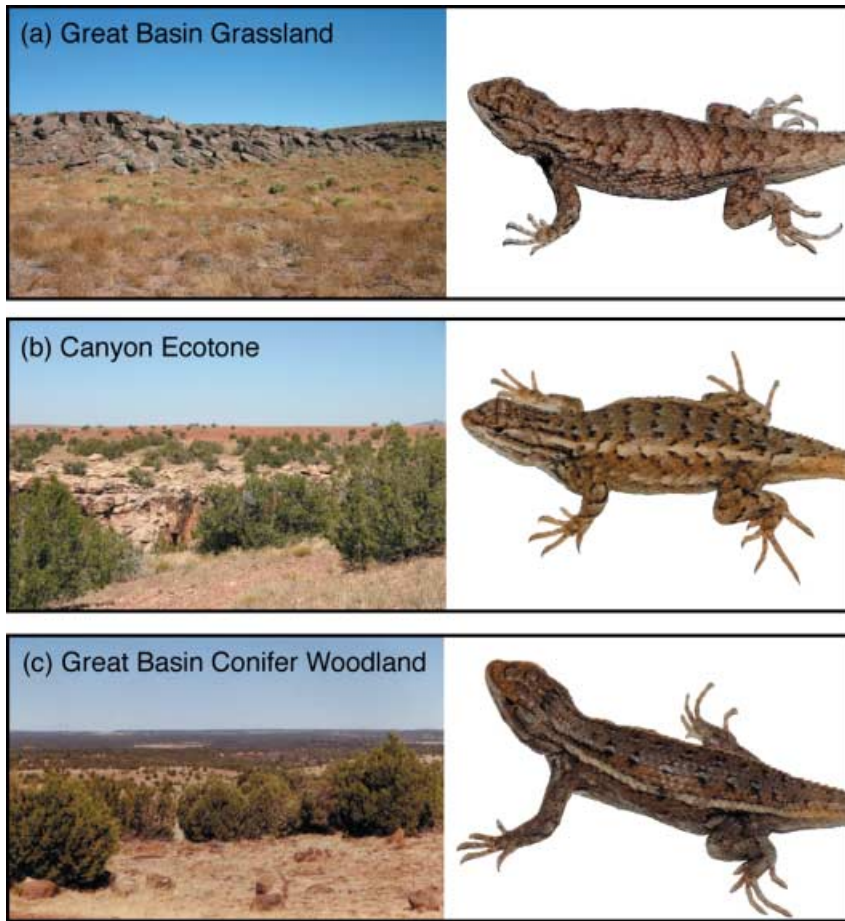 (a) Great Basin Grassland
(b) Canyon Ecotone
(c) Great Basin Conifer Woodland